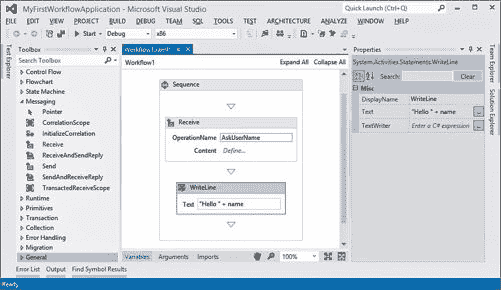 MyFirstWorkflowApplication - Microsoft Visual Studio
Quick Launch (Ctrl+Q)
FILE EDIT VIEW PROJECT BUILD DEBUG TEAM SQL TOOLS TEST ARCHITECTURE ANALYZE WINDOW HELP
Start Debug x86
Test Explorer
Toolbox
Search Toolbox
Control Flow
Flowchart
State Machine
Messaging
Pointer
CorrelationScope
InitializeCorrelation
Receive
ReceiveAndSendReply
Send
SendAndReceiveReply
TransactedReceiveScope
Runtime
Primitives
Transaction
Collection
Error Handling
Migration
General
Workflow1 Expand All Collapse All
Sequence
Receive
OperationName AskUserName
Content Define...
WriteLine
Text "Hello " + name
Variables Arguments Imports 100%
Properties
System.Activities.Statements.WriteLine
Search: Clear
Misc
DisplayName WriteLine
Text "Hello " + name ...
TextWriter Enter a C# expression ...
Team Explorer
Solution Explorer
Error List Output Find Symbol Results
Ready